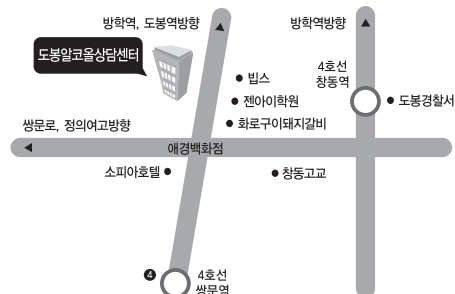 방학역, 도봉역방향
방학역방향
도봉알코올상담센터
4호선
창동역
빕스
젠아이학원
도봉경찰서
화로구이돼지갈비
쌍문로, 정의여고방향
애경백화점
소피아호텔
창동고교
4
4호선
쌍문역